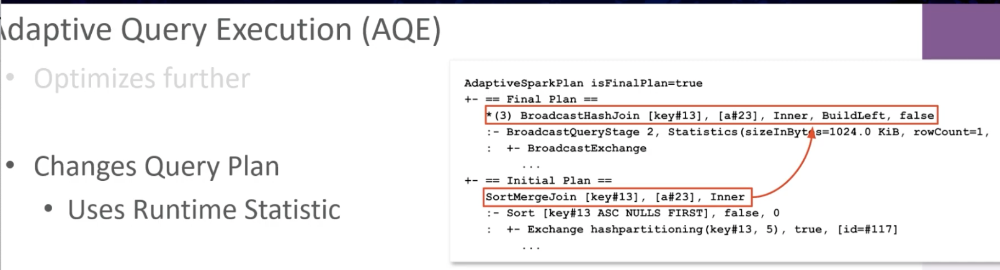 Adaptive Query Execution (AQE)
• Optimizes further
• Changes Query Plan
• Uses Runtime Statistic
AdaptiveSparkPlan isFinalPlan=true
+- == Final Plan ==
*(3) BroadcastHashJoin [key#13], [a#23], Inner, BuildLeft, false
:- BroadcastQueryStage 2, Statistics(sizeInBytes=1024.0 KiB, rowCount=1,
:  +- BroadcastExchange
...
+- == Initial Plan ==
SortMergeJoin [key#13], [a#23], Inner
:- Sort [key#13 ASC NULLS FIRST], false, 0
:  +- Exchange hashpartitioning(key#13, 5), true, [id=#117]
...